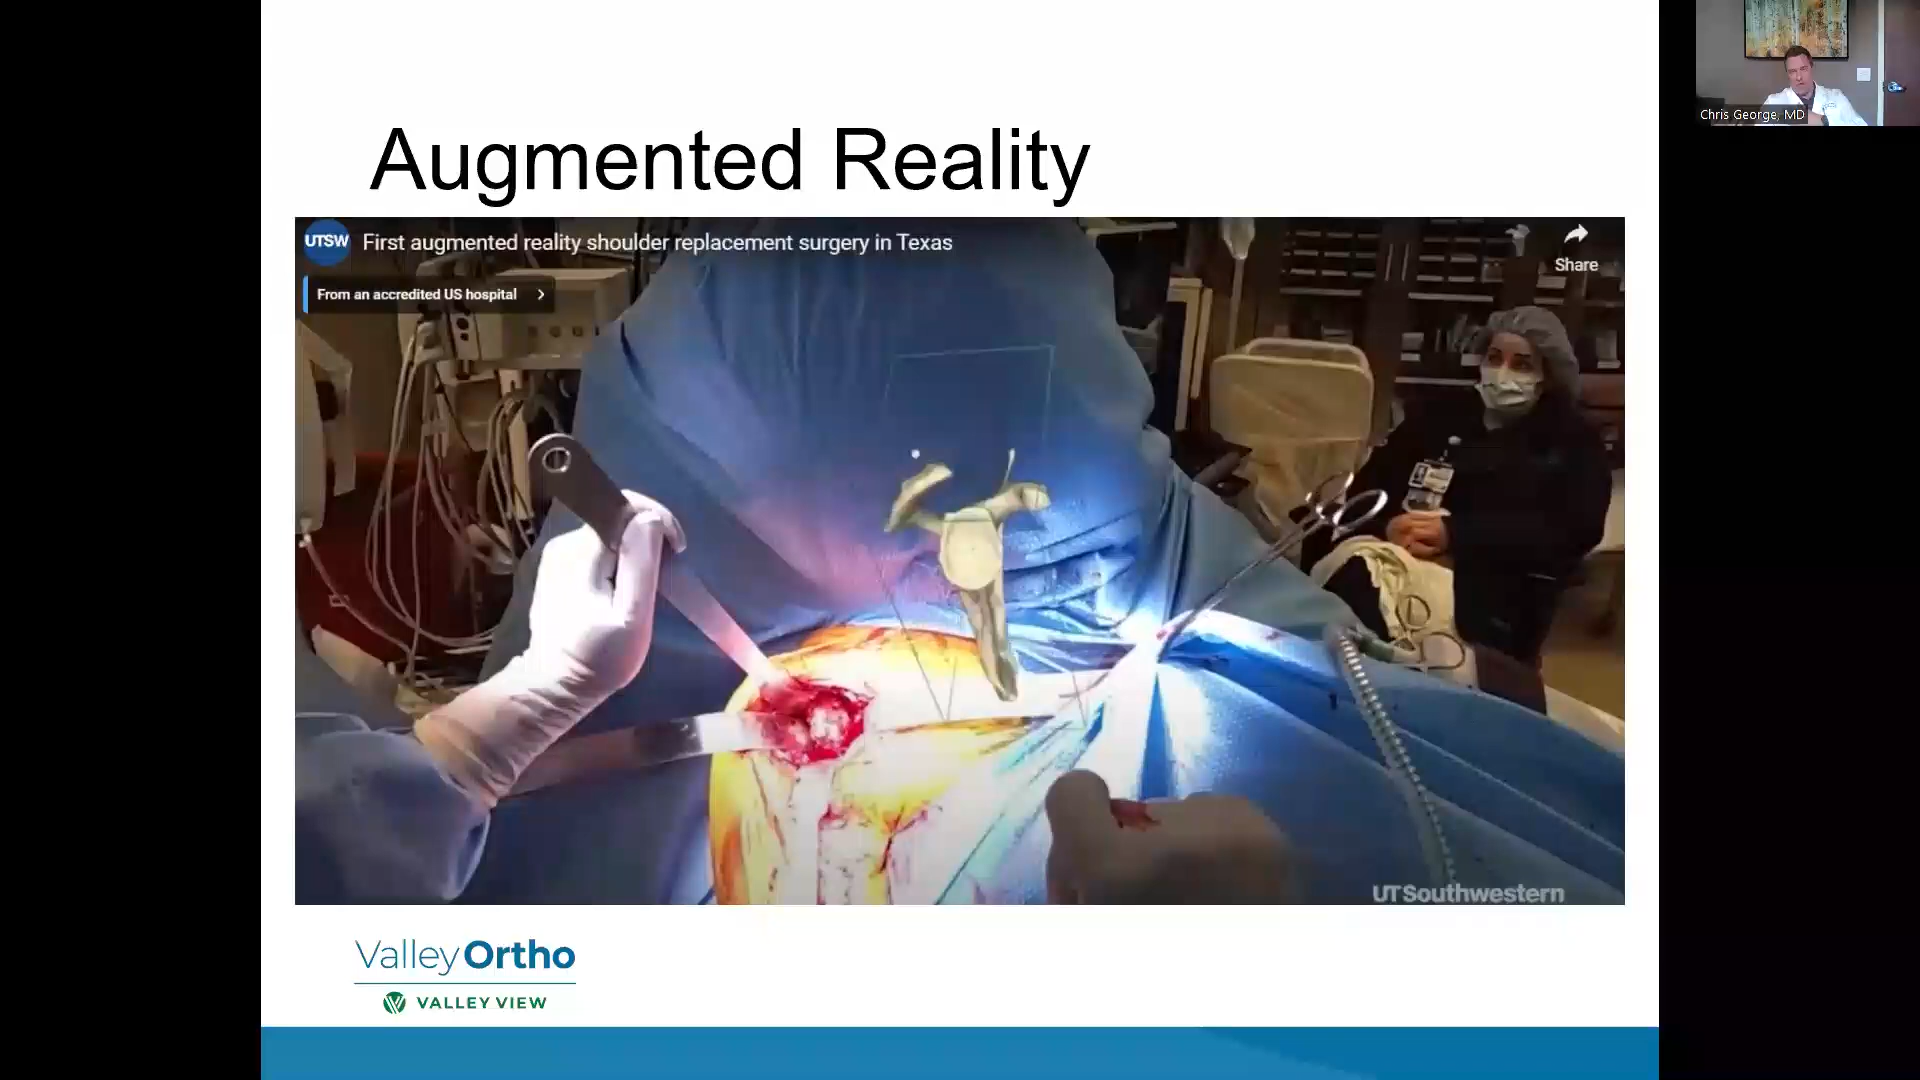 Augmented Reality
UTSW
First augmented reality shoulder replacement surgery in Texas
Share
From an accredited US hospital
UTSouthwestern
ValleyOrtho
VALLEY VIEW
Chris George, MD